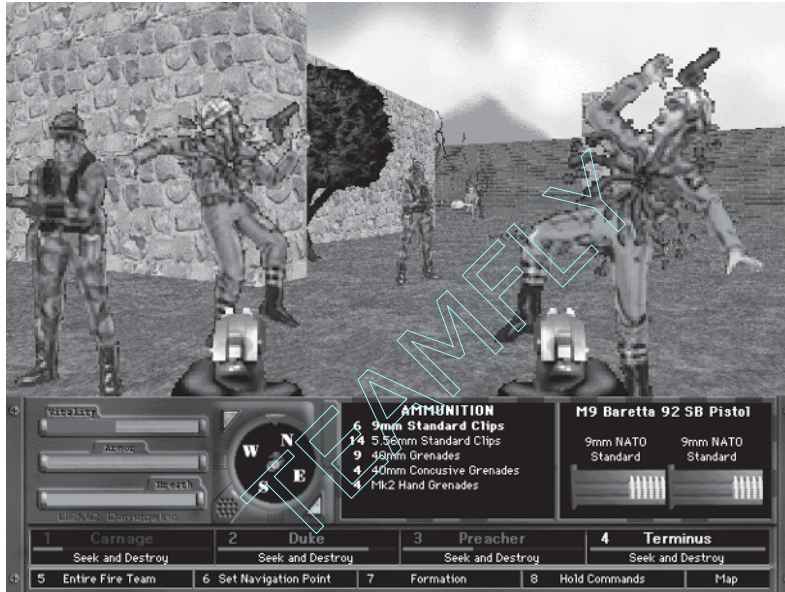 TEAMFLY
Vitality
Armor
Breath
USMC Damage Inc.
N
W
E
S
AMMUNITION
6 9mm Standard Clips
14 5.56mm Standard Clips
9 40mm Grenades
4 40mm Concusive Grenades
4 Mk2 Hand Grenades
M9 Baretta 92 SB Pistol
9mm NATO Standard
9mm NATO Standard
1 Carnage
Seek and Destroy
2 Duke
Seek and Destroy
3 Preacher
Seek and Destroy
4 Terminus
Seek and Destroy
5 Entire Fire Team
6 Set Navigation Point
7 Formation
8 Hold Commands
Map